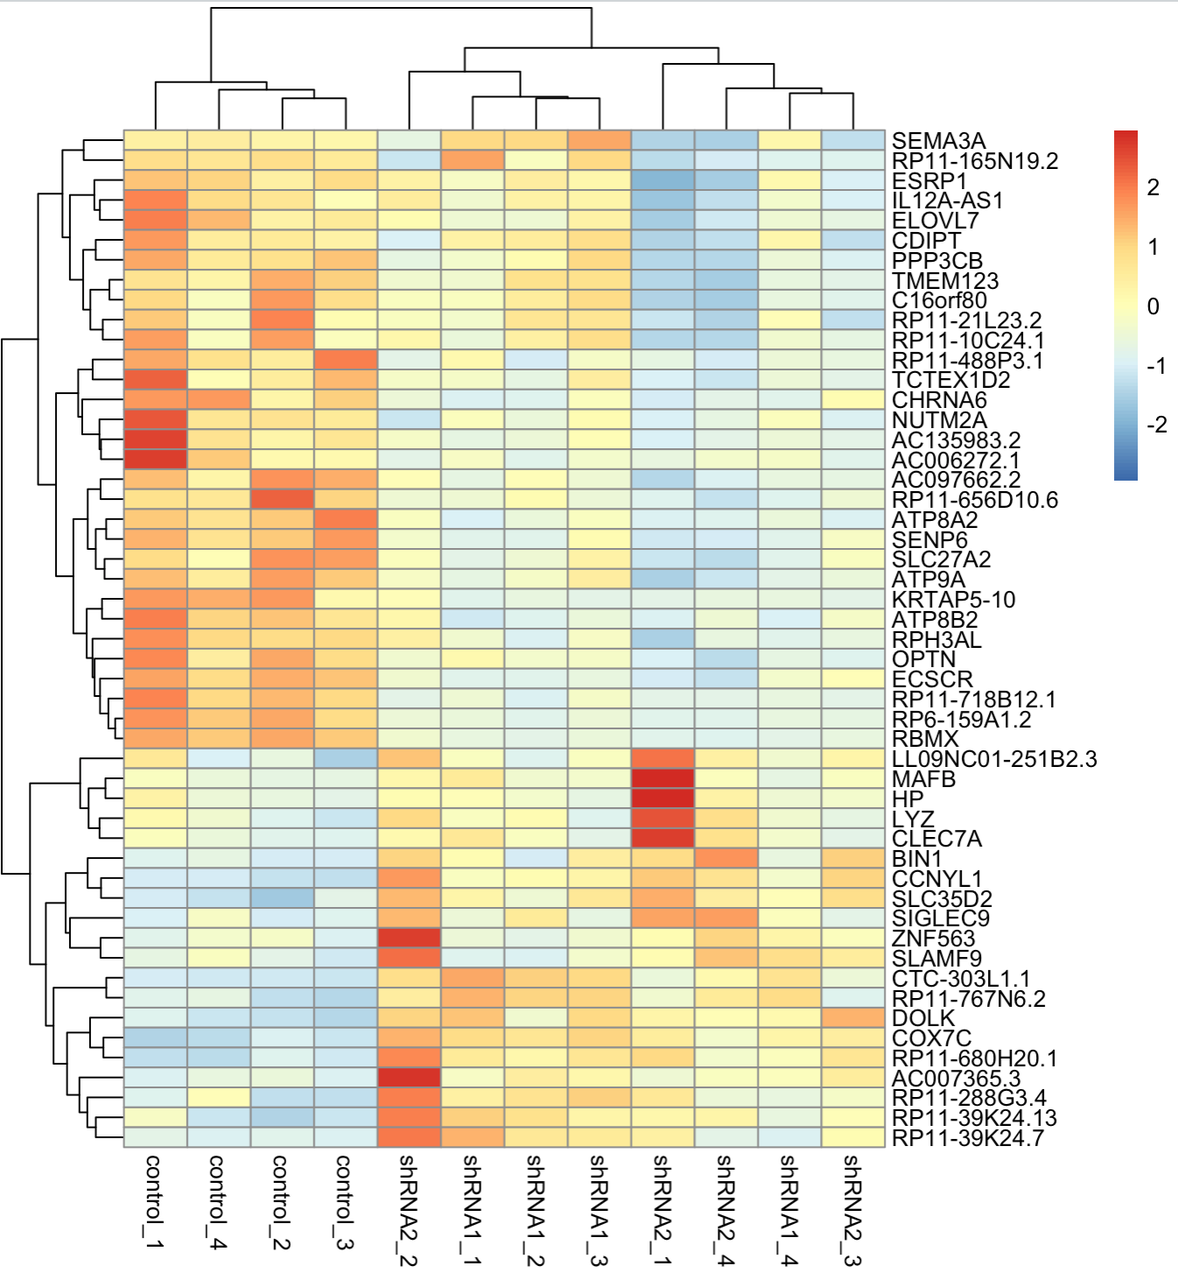 SEMA3A
RP11-165N19.2
ESRP1
IL12A-AS1
ELOVL7
CDIPT
PPP3CB
TMEM123
C16orf80
RP11-21L23.2
RP11-10C24.1
RP11-488P3.1
TCTEX1D2
CHRNA6
NUTM2A
AC135983.2
AC006272.1
AC097662.2
RP11-656D10.6
ATP8A2
SENP6
SLC27A2
ATP9A
KRTAP5-10
ATP8B2
RPH3AL
OPTN
ECSCR
RP11-718B12.1
RP6-159A1.2
RBMX
LL09NC01-251B2.3
MAFB
HP
LYZ
CLEC7A
BIN1
CCNYL1
SLC35D2
SIGLEC9
ZNF563
SLAMF9
CTC-303L1.1
RP11-767N6.2
DOLK
COX7C
RP11-680H20.1
AC007365.3
RP11-288G3.4
RP11-39K24.13
RP11-39K24.7
2
1
0
-1
-2
control_1
control_4
control_2
control_3
shRNA2_2
shRNA1_1
shRNA1_2
shRNA1_3
shRNA2_1
shRNA2_4
shRNA1_4
shRNA2_3